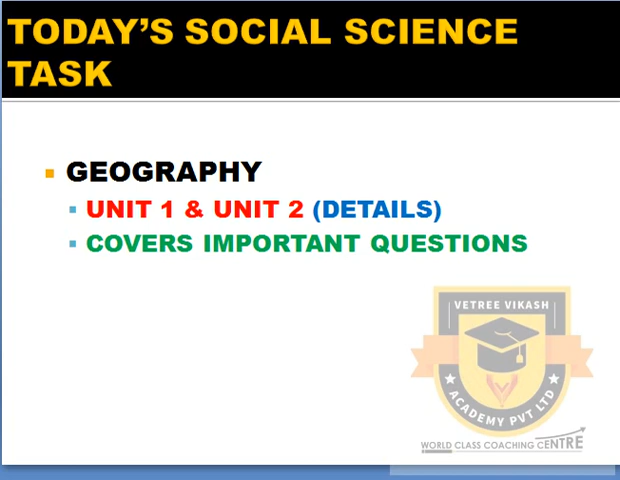 TODAY'S SOCIAL SCIENCE
TASK
GEOGRAPHY
UNIT 1 & UNIT 2 (DETAILS)
COVERS IMPORTANT QUESTIONS
VETREE VIKASH
ACADEMY PVT LTD
WORLD CLASS COACHING CENTRE